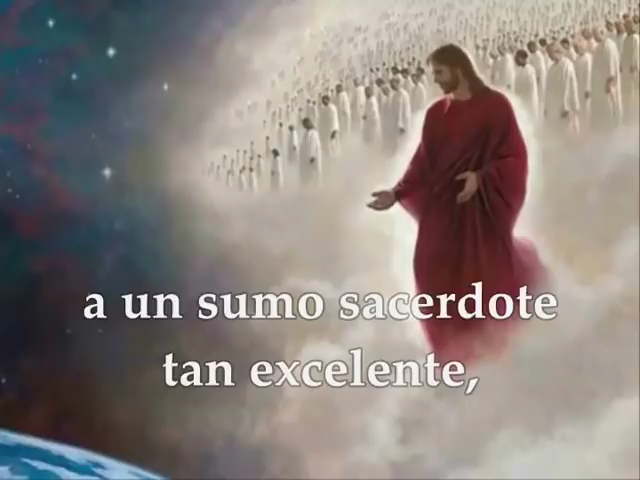 a un sumo sacerdote
tan excelente,